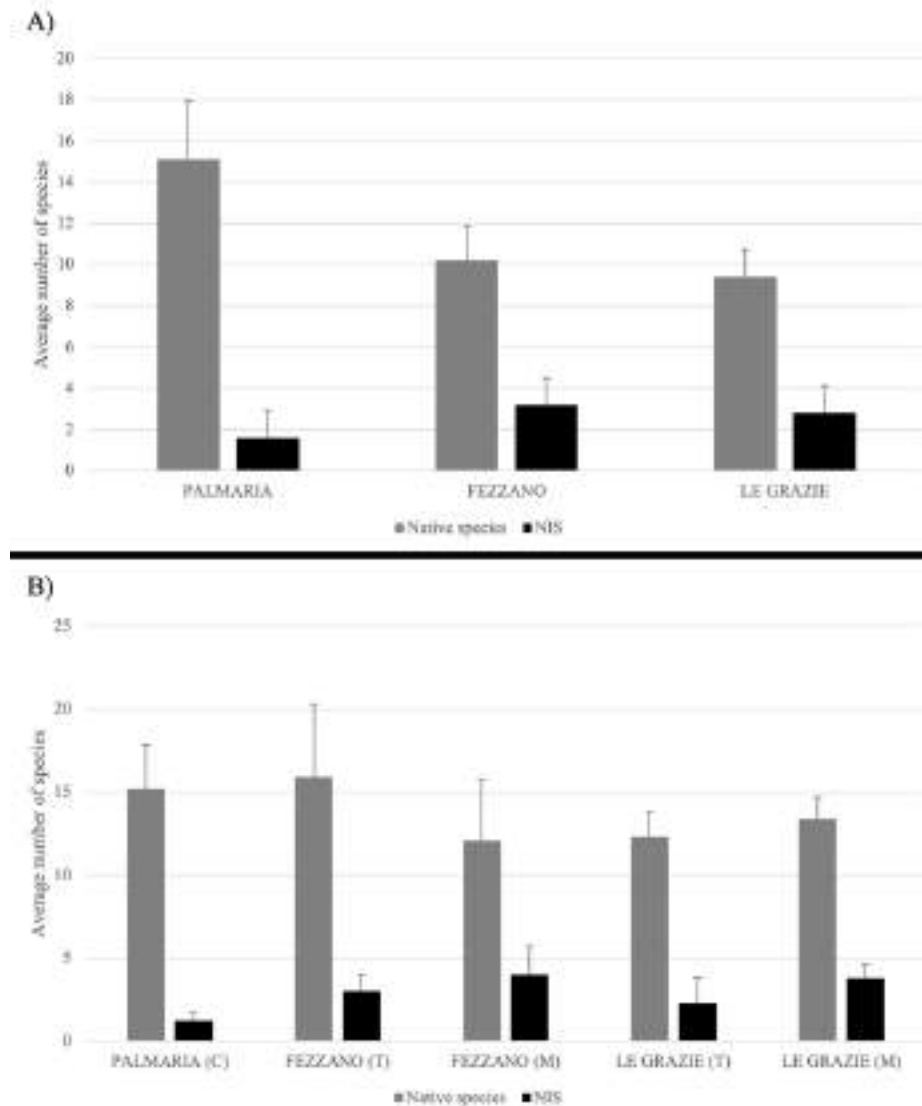 A)
20
18
16
14
12
10
8
6
4
2
0
Average number of species
PALMARIA FEZZANO LE GRAZIE
Native species NIS
B)
25
20
15
10
5
0
Average number of species
PALMARIA (C) FEZZANO (T) FEZZANO (M) LE GRAZIE (T) LE GRAZIE (M)
Native species NIS